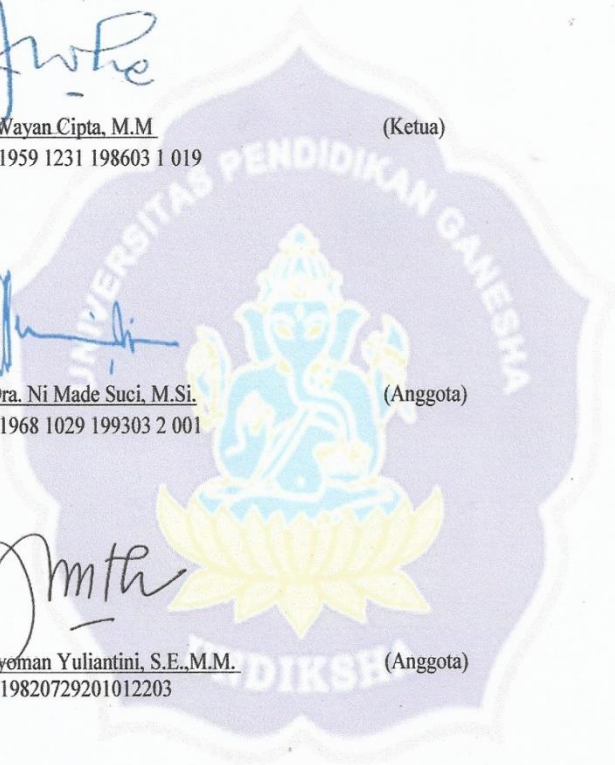 Wayan Cipta, M.M (Ketua)
1959 1231 198603 1 019
UNIVERSITAS PENDIDIKAN GANESHA
Dra. Ni Made Suci, M.Si. (Anggota)
1968 1029 199303 2 001
yoman Yuliantini, S.E.,M.M. (Anggota)
19820729201012203
UNDIKSHA